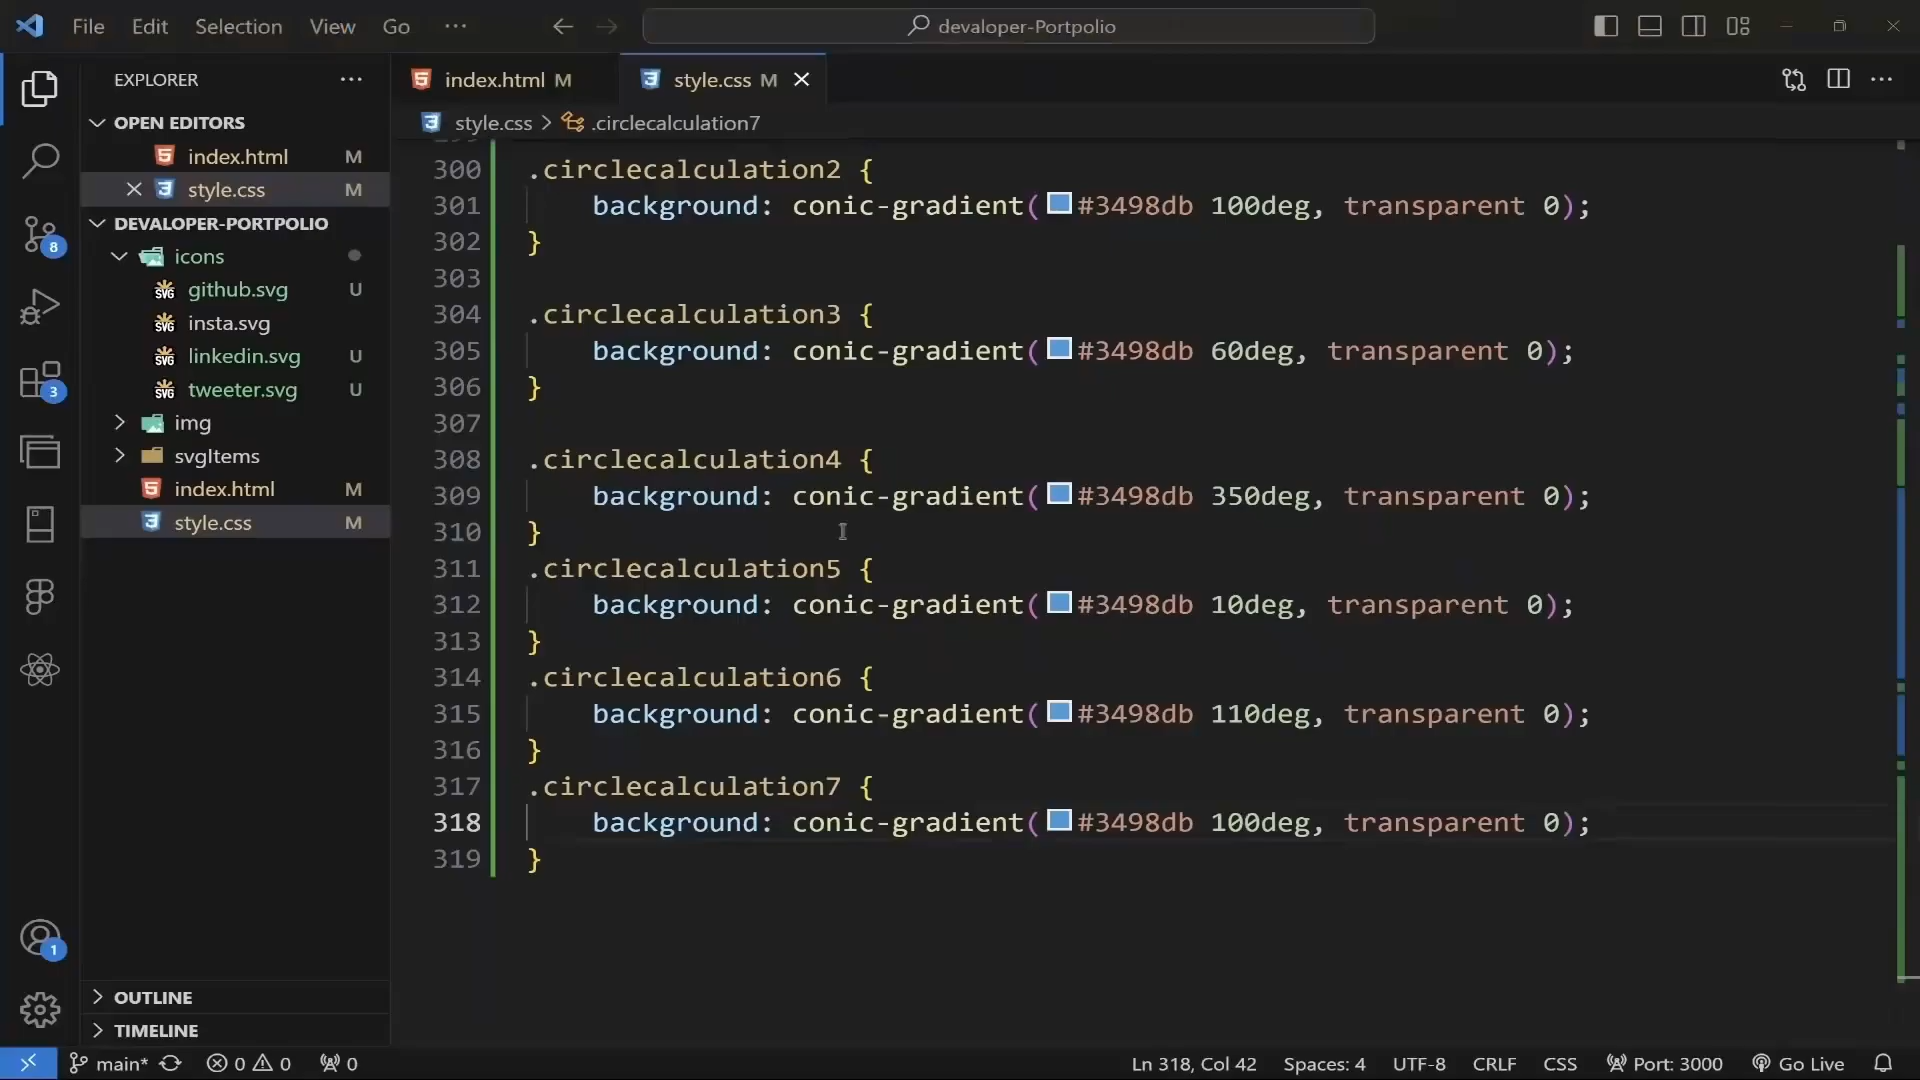 File Edit Selection View Go ···
devaloper-Portpolio
EXPLORER ···
OPEN EDITORS
index.html M
style.css M
DEVALOPER-PORTPOLIO
icons
github.svg U
insta.svg
linkedin.svg U
tweeter.svg U
img
svgItems
index.html M
style.css M
OUTLINE
TIMELINE
8
3
1
index.html M
style.css M
style.css > .circlecalculation7
300 .circlecalculation2 {
301 background: conic-gradient(#3498db 100deg, transparent 0);
302 }
303
304 .circlecalculation3 {
305 background: conic-gradient(#3498db 60deg, transparent 0);
306 }
307
308 .circlecalculation4 {
309 background: conic-gradient(#3498db 350deg, transparent 0);
310 }
311 .circlecalculation5 {
312 background: conic-gradient(#3498db 10deg, transparent 0);
313 }
314 .circlecalculation6 {
315 background: conic-gradient(#3498db 110deg, transparent 0);
316 }
317 .circlecalculation7 {
318 background: conic-gradient(#3498db 100deg, transparent 0);
319 }
main* 0 0 0 Ln 318, Col 42 Spaces: 4 UTF-8 CRLF CSS Port: 3000 Go Live